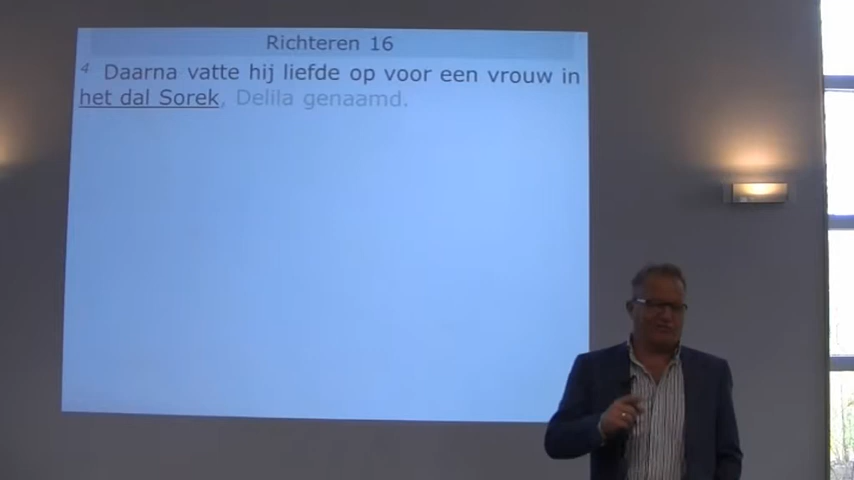 Richteren 16
4 Daarna vatte hij liefde op voor een vrouw in
het dal Sorek, Delila genaamd.